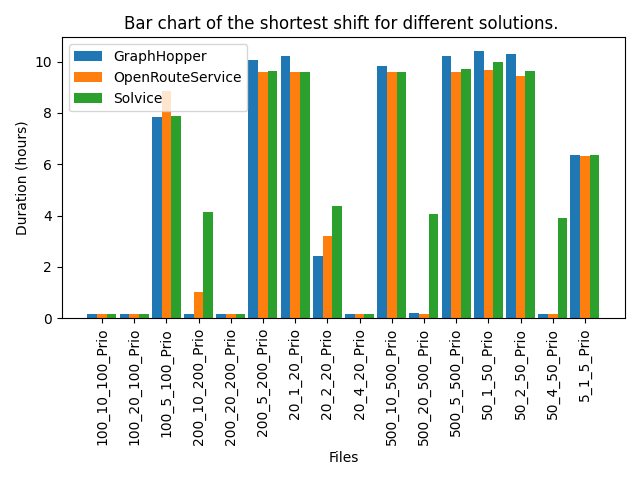 Bar chart of the shortest shift for different solutions.
GraphHopper
OpenRouteService
Solvice
Duration (hours)
10
8
6
4
2
0
100_10_100_Prio
100_20_100_Prio
100_5_100_Prio
200_10_200_Prio
200_20_200_Prio
200_5_200_Prio
20_1_20_Prio
20_2_20_Prio
20_4_20_Prio
500_10_500_Prio
500_20_500_Prio
500_5_500_Prio
50_1_50_Prio
50_2_50_Prio
50_4_50_Prio
5_1_5_Prio
Files